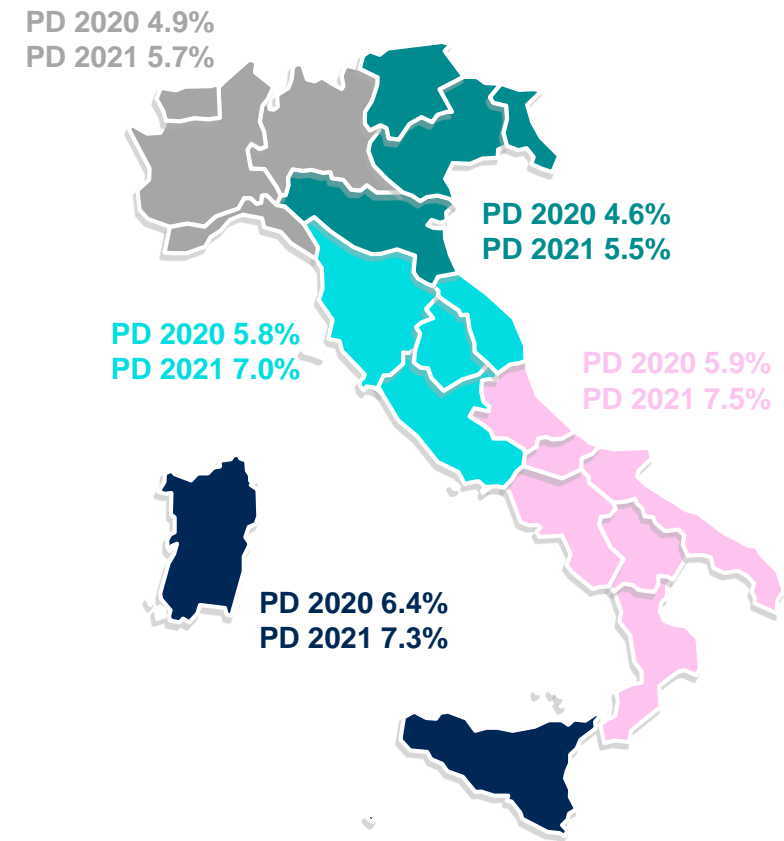 PD 2020 4.9%
PD 2021 5.7%
PD 2020 4.6%
PD 2021 5.5%
PD 2020 5.8%
PD 2021 7.0%
PD 2020 5.9%
PD 2021 7.5%
PD 2020 6.4%
PD 2021 7.3%